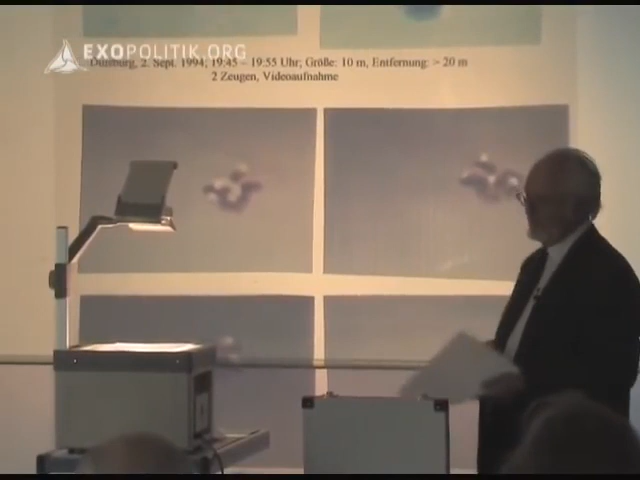 EXOPOLITIK.ORG
Duisburg, 2. Sept. 1994; 19:45 – 19:55 Uhr; Größe: 10 m, Entfernung: > 20 m
2 Zeugen, Videoaufnahme